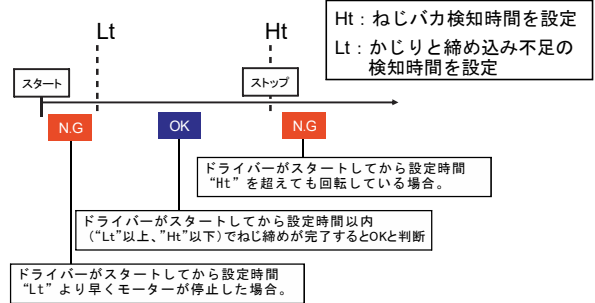 Lt
Ht
Ht：ねじバカ検知時間を設定
Lt：かじりと締め込み不足の
検知時間を設定
スタート
ストップ
N.G
OK
N.G
ドライバーがスタートしてから設定時間
“Ht”を超えても回転している場合。
ドライバーがスタートしてから設定時間以内
（“Lt”以上、”Ht”以下）でねじ締めが完了するとOKと判断
ドライバーがスタートしてから設定時間
“Lt”より早くモーターが停止した場合。